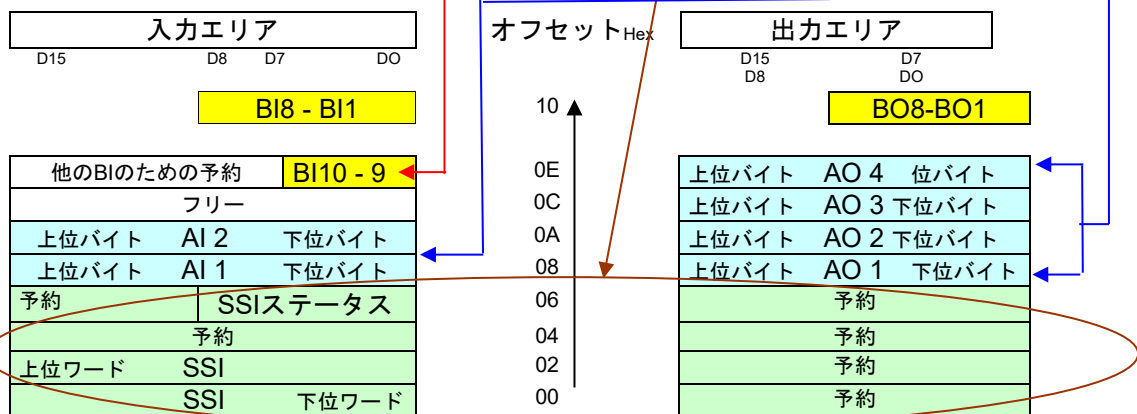 入力エリア オフセットHex 出力エリア
D15 D8 D7 DO D15 D7
D8 DO
BI8 - BI1 10 BO8-BO1
他のBIのための予約 BI10 - 9 0E 上位バイト AO 4 位バイト
フリー 0C 上位バイト AO 3 下位バイト
上位バイト AI 2 下位バイト 0A 上位バイト AO 2 下位バイト
上位バイト AI 1 下位バイト 08 上位バイト AO 1 下位バイト
予約 SSIステータス 06 予約
予約 04 予約
上位ワード SSI 02 予約
SSI 下位ワード 00 予約